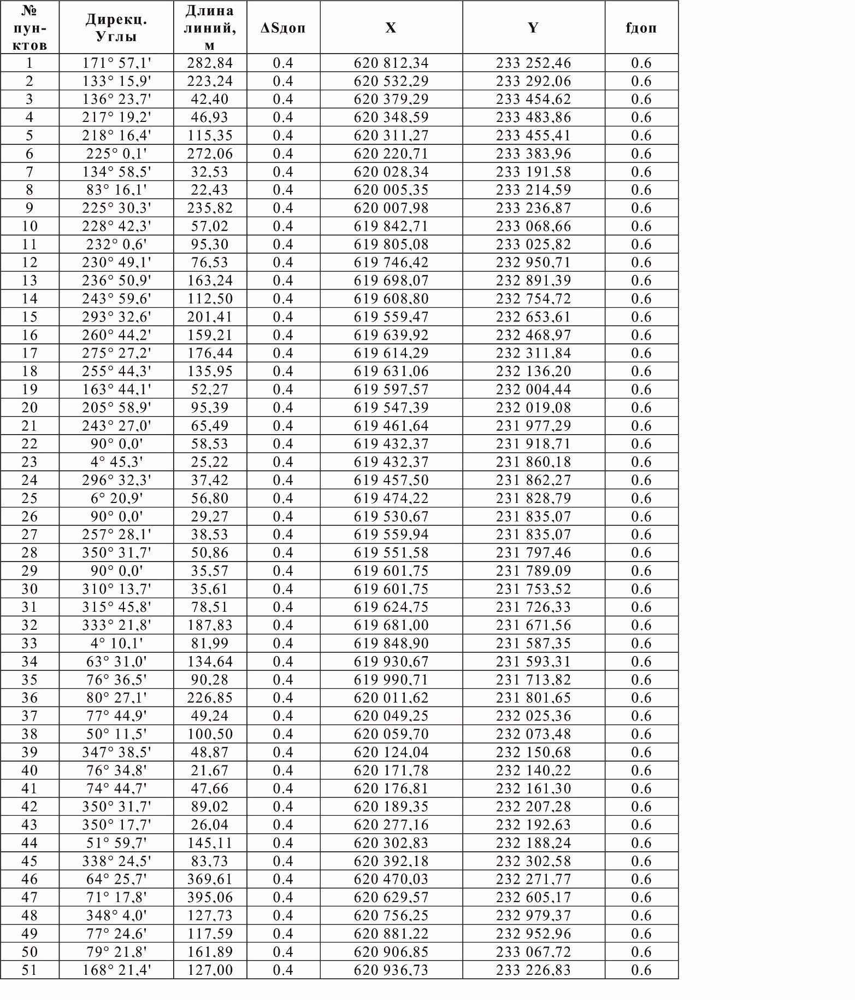 № пун-ктов Дирекц. Углы Длина линий, м ΔSдоп X Y fдоп
1 171° 57,1' 282,84 0.4 620 812,34 233 252,46 0.6
2 133° 15,9' 223,24 0.4 620 532,29 233 292,06 0.6
3 136° 23,7' 42,40 0.4 620 379,29 233 454,62 0.6
4 217° 19,2' 46,93 0.4 620 348,59 233 483,86 0.6
5 218° 16,4' 115,35 0.4 620 311,27 233 455,41 0.6
6 225° 0,1' 272,06 0.4 620 220,71 233 383,96 0.6
7 134° 58,5' 32,53 0.4 620 028,34 233 191,58 0.6
8 83° 16,1' 22,43 0.4 620 005,35 233 214,59 0.6
9 225° 30,3' 235,82 0.4 620 007,98 233 236,87 0.6
10 228° 42,3' 57,02 0.4 619 842,71 233 068,66 0.6
11 232° 0,6' 95,30 0.4 619 805,08 233 025,82 0.6
12 230° 49,1' 76,53 0.4 619 746,42 232 950,71 0.6
13 236° 50,9' 163,24 0.4 619 698,07 232 891,39 0.6
14 243° 59,6' 112,50 0.4 619 608,80 232 754,72 0.6
15 293° 32,6' 201,41 0.4 619 559,47 232 653,61 0.6
16 260° 44,2' 159,21 0.4 619 639,92 232 468,97 0.6
17 275° 27,2' 176,44 0.4 619 614,29 232 311,84 0.6
18 255° 44,3' 135,95 0.4 619 631,06 232 136,20 0.6
19 163° 44,1' 52,27 0.4 619 597,57 232 004,44 0.6
20 205° 58,9' 95,39 0.4 619 547,39 232 019,08 0.6
21 243° 27,0' 65,49 0.4 619 461,64 231 977,29 0.6
22 90° 0,0' 58,53 0.4 619 432,37 231 918,71 0.6
23 4° 45,3' 25,22 0.4 619 432,37 231 860,18 0.6
24 296° 32,3' 37,42 0.4 619 457,50 231 862,27 0.6
25 6° 20,9' 56,80 0.4 619 474,22 231 828,79 0.6
26 90° 0,0' 29,27 0.4 619 530,67 231 835,07 0.6
27 257° 28,1' 38,53 0.4 619 559,94 231 835,07 0.6
28 350° 31,7' 50,86 0.4 619 551,58 231 797,46 0.6
29 90° 0,0' 35,57 0.4 619 601,75 231 789,09 0.6
30 310° 13,7' 35,61 0.4 619 601,75 231 753,52 0.6
31 315° 45,8' 78,51 0.4 619 624,75 231 726,33 0.6
32 333° 21,8' 187,83 0.4 619 681,00 231 671,56 0.6
33 4° 10,1' 81,99 0.4 619 848,90 231 587,35 0.6
34 63° 31,0' 134,64 0.4 619 930,67 231 593,31 0.6
35 76° 36,5' 90,28 0.4 619 990,71 231 713,82 0.6
36 80° 27,1' 226,85 0.4 620 011,62 231 801,65 0.6
37 77° 44,9' 49,24 0.4 620 049,25 232 025,36 0.6
38 50° 11,5' 100,50 0.4 620 059,70 232 073,48 0.6
39 347° 38,5' 48,87 0.4 620 124,04 232 150,68 0.6
40 76° 34,8' 21,67 0.4 620 171,78 232 140,22 0.6
41 74° 44,7' 47,66 0.4 620 176,81 232 161,30 0.6
42 350° 31,7' 89,02 0.4 620 189,35 232 207,28 0.6
43 350° 17,7' 26,04 0.4 620 277,16 232 192,63 0.6
44 51° 59,7' 145,11 0.4 620 302,83 232 188,24 0.6
45 338° 24,5' 83,73 0.4 620 392,18 232 302,58 0.6
46 64° 25,7' 369,61 0.4 620 470,03 232 271,77 0.6
47 71° 17,8' 395,06 0.4 620 629,57 232 605,17 0.6
48 348° 4,0' 127,73 0.4 620 756,25 232 979,37 0.6
49 77° 24,6' 117,59 0.4 620 881,22 232 952,96 0.6
50 79° 21,8' 161,89 0.4 620 906,85 233 067,72 0.6
51 168° 21,4' 127,00 0.4 620 936,73 233 226,83 0.6